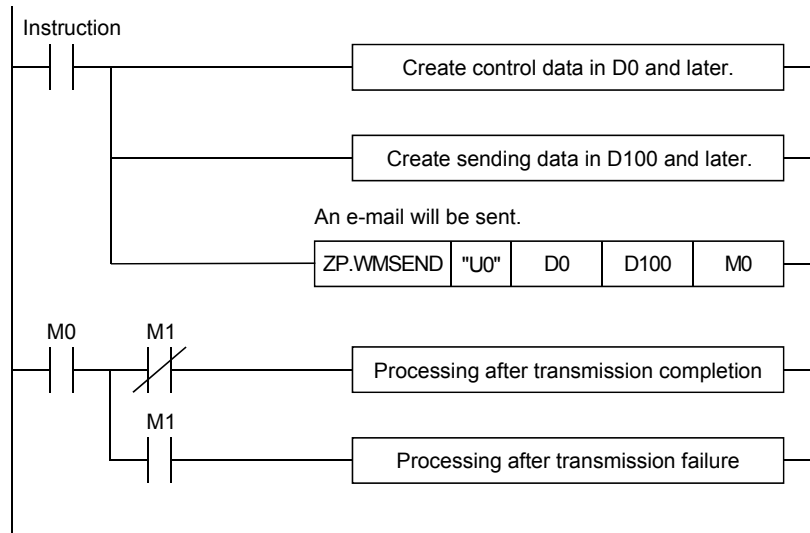 Instruction
Create control data in D0 and later.
Create sending data in D100 and later.
An e-mail will be sent.
ZP.WMSEND "U0" D0 D100 M0
M0 M1
Processing after transmission completion
M1
Processing after transmission failure